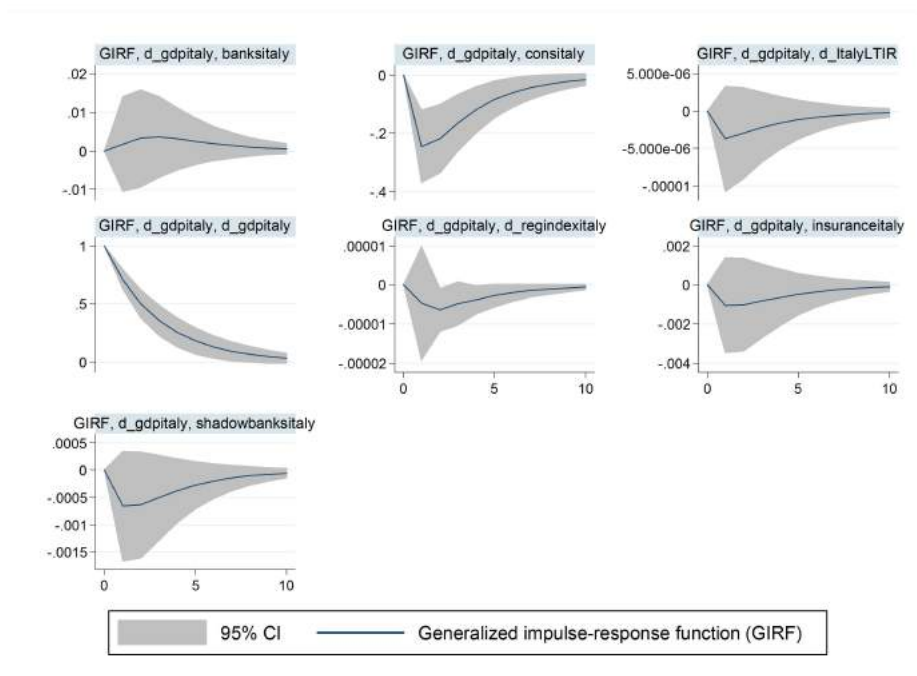 GIRF, d_gdpitaly, banksitaly
GIRF, d_gdpitaly, consitaly
GIRF, d_gdpitaly, d_ItalyLTIR
.02
.01
0
-.01
0
-.2
-.4
5.000e-06
0
-5.000e-06
-.00001
GIRF, d_gdpitaly, d_gdpitaly
GIRF, d_gdpitaly, d_regindexitaly
GIRF, d_gdpitaly, insuranceitaly
1
.5
0
.00001
0
-.00001
-.00002
0 5 10
.002
0
-.002
-.004
0 5 10
GIRF, d_gdpitaly, shadowbanksitaly
.0005
0
-.0005
-.001
-.0015
0 5 10
95% CI
Generalized impulse-response function (GIRF)